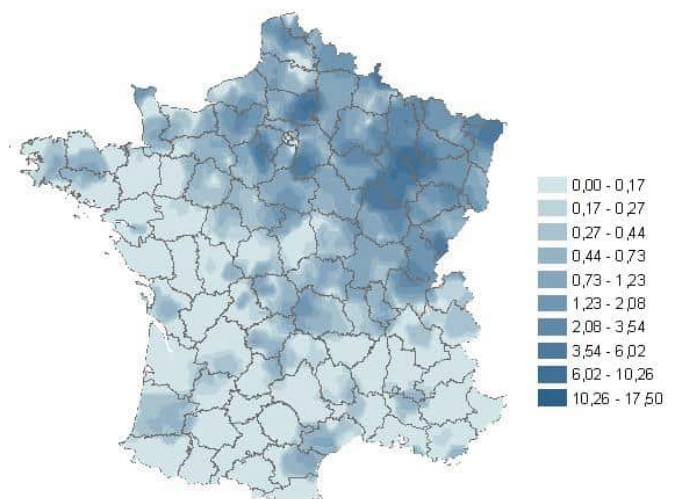 0,00 - 0,17
0,17 - 0,27
0,27 - 0,44
0,44 - 0,73
0,73 - 1,23
1,23 - 2,08
2,08 - 3,54
3,54 - 6,02
6,02 - 10,26
10,26 - 17,50